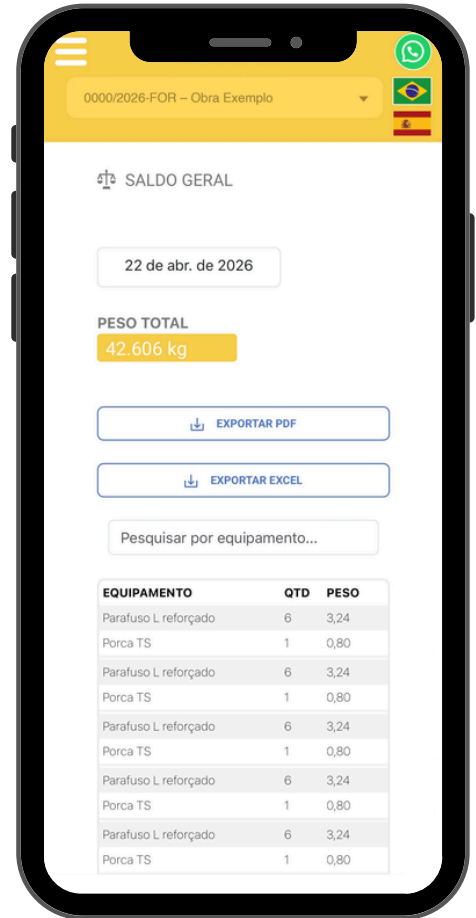 0000/2026-FOR – Obra Exemplo
SALDO GERAL
22 de abr. de 2026
PESO TOTAL
42.606 kg
EXPORTAR PDF
EXPORTAR EXCEL
Pesquisar por equipamento...
EQUIPAMENTO QTD PESO
Parafuso L reforçado 6 3,24
Porca TS 1 0,80
Parafuso L reforçado 6 3,24
Porca TS 1 0,80
Parafuso L reforçado 6 3,24
Porca TS 1 0,80
Parafuso L reforçado 6 3,24
Porca TS 1 0,80
Parafuso L reforçado 6 3,24
Porca TS 1 0,80